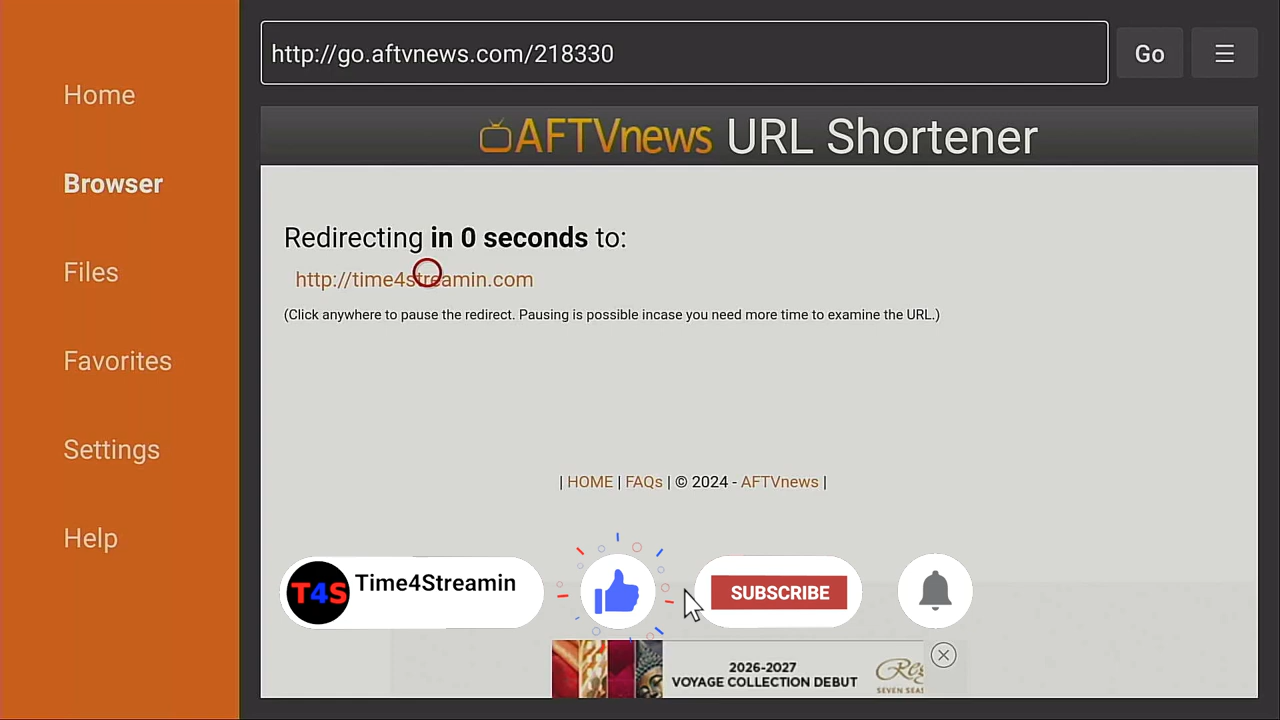 http://go.aftvnews.com/218330
Go
Home
Browser
Files
Favorites
Settings
Help
AFTVnews URL Shortener
Redirecting in 0 seconds to:
http://time4streamin.com
(Click anywhere to pause the redirect. Pausing is possible incase you need more time to examine the URL.)
| HOME | FAQs | © 2024 - AFTVnews |
T4S
Time4Streamin
SUBSCRIBE
2026-2027
VOYAGE COLLECTION DEBUT
SEVEN SEAS